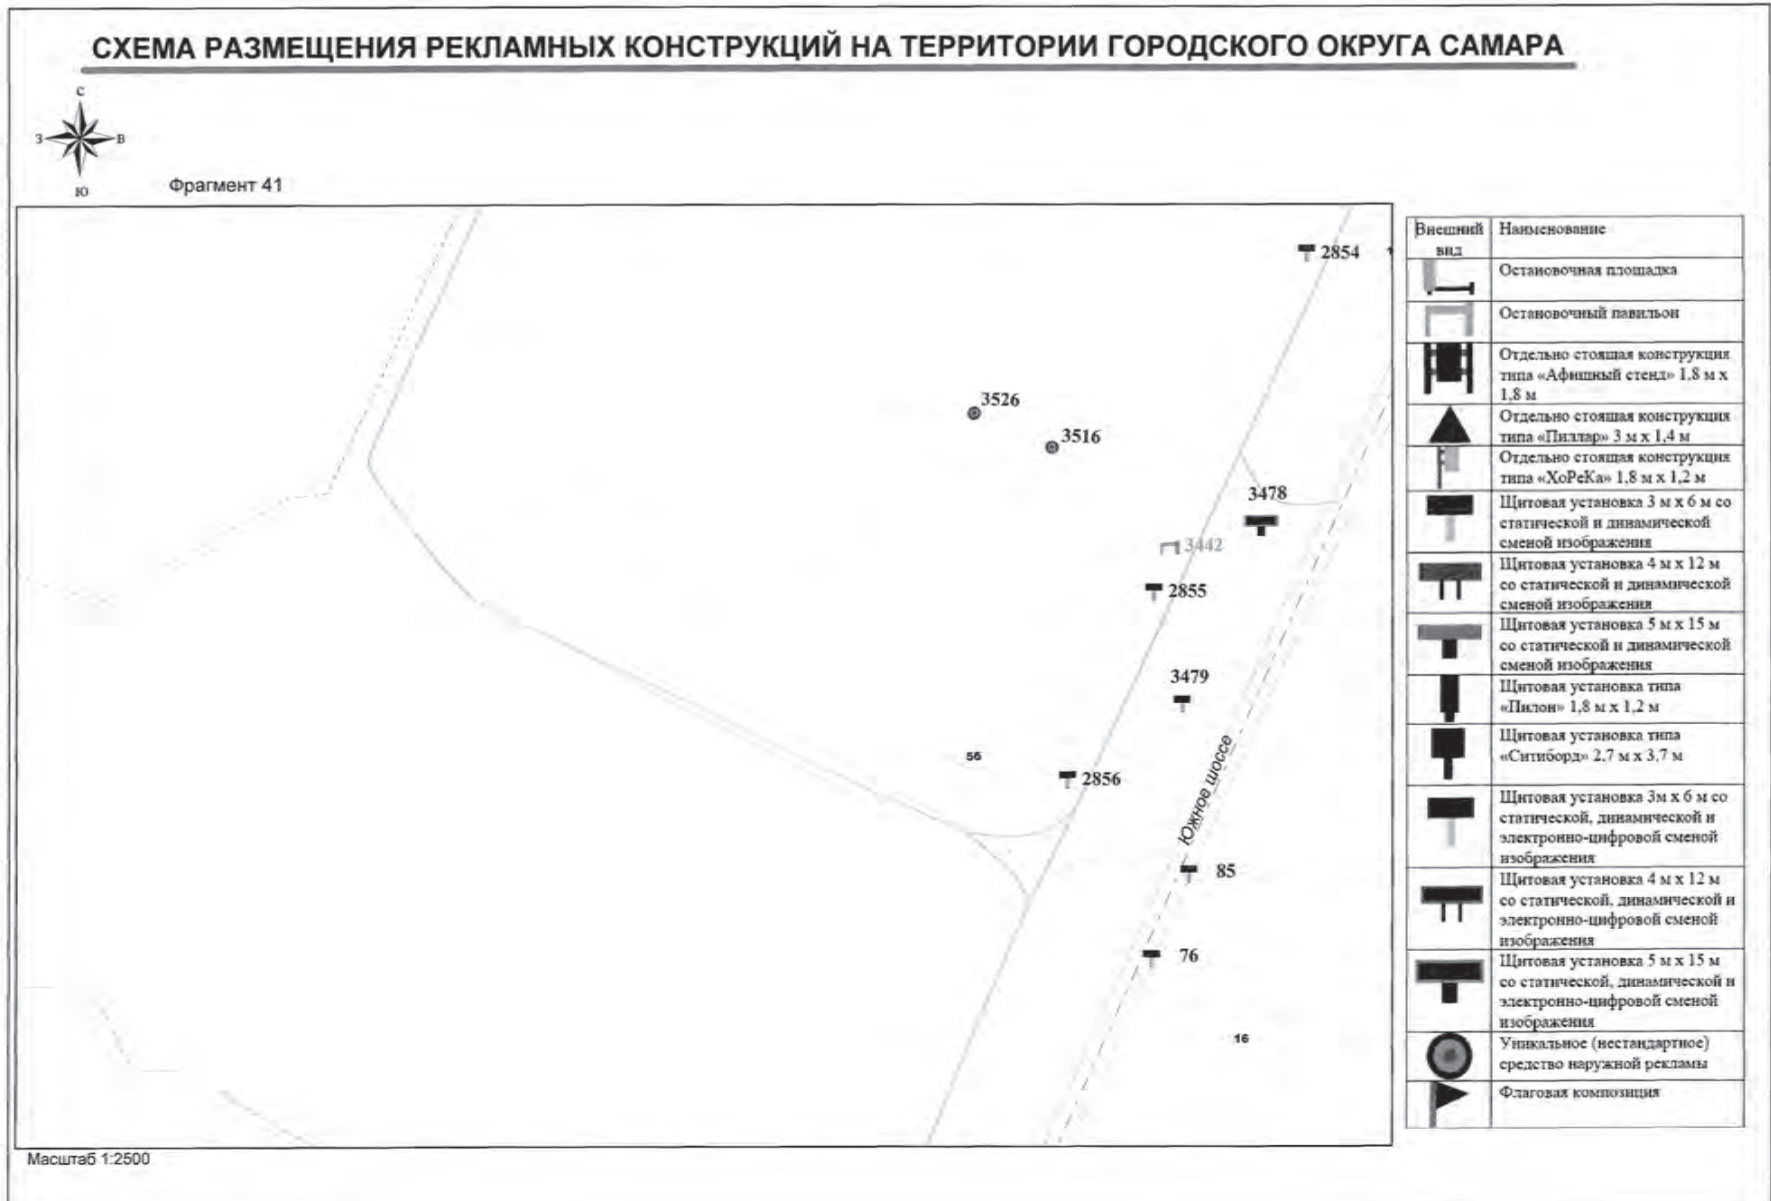 СХЕМА РАЗМЕЩЕНИЯ РЕКЛАМНЫХ КОНСТРУКЦИЙ НА ТЕРРИТОРИИ ГОРОДСКОГО ОКРУГА САМАРА
С
З
В
Ю
Фрагмент 41
2854
3526
3516
3478
3442
2855
3479
56
2856
Южное шоссе
85
76
16
Масштаб 1:2500
Внешний вид
Наименование
Остановочная площадка
Остановочный павильон
Отдельно стоящая конструкция
типа «Афишный стенд» 1,8 м х
1,8 м
Отдельно стоящая конструкция
типа «Пиллар» 3 м х 1,4 м
Отдельно стоящая конструкция
типа «ХоРеКа» 1,8 м х 1,2 м
Щитовая установка 3 м х 6 м со
статической и динамической
сменой изображения
Щитовая установка 4 м х 12 м
со статической и динамической
сменой изображения
Щитовая установка 5 м х 15 м
со статической и динамической
сменой изображения
Щитовая установка типа
«Пилон» 1,8 м х 1,2 м
Щитовая установка типа
«Ситиборд» 2,7 м х 3,7 м
Щитовая установка 3м х 6 м со
статической, динамической и
электронно-цифровой сменой
изображения
Щитовая установка 4 м х 12 м
со статической, динамической и
электронно-цифровой сменой
изображения
Щитовая установка 5 м х 15 м
со статической, динамической и
электронно-цифровой сменой
изображения
Уникальное (нестандартное)
средство наружной рекламы
Флаговая композиция